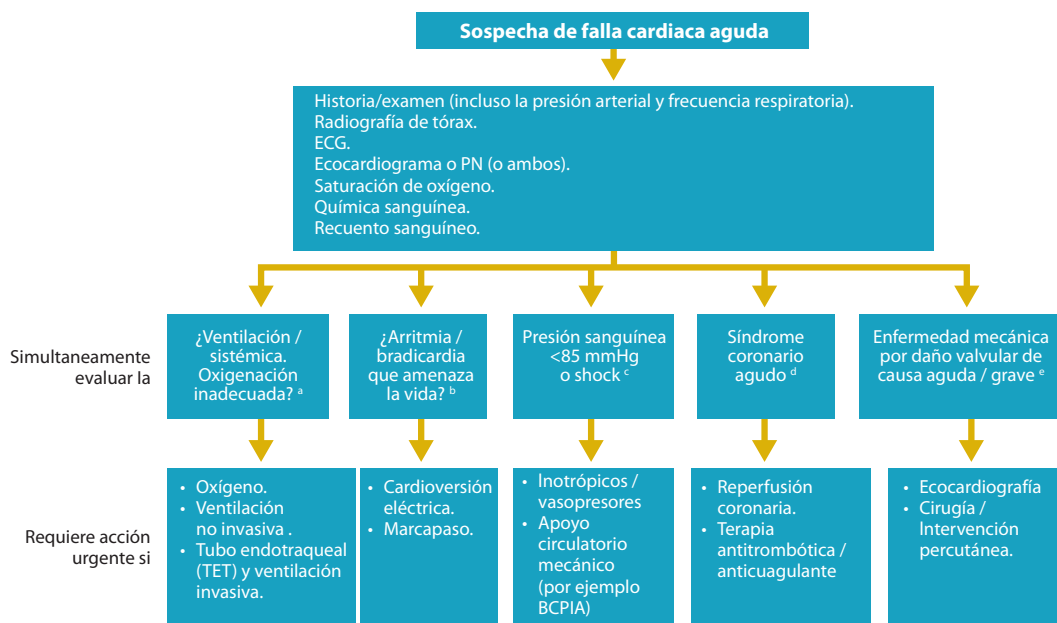 Sospecha de falla cardiaca aguda
Historia/examen (incluso la presión arterial y frecuencia respiratoria).
Radiografía de tórax.
ECG.
Ecocardiograma o PN (o ambos).
Saturación de oxígeno.
Química sanguínea.
Recuento sanguíneo.
Simultaneamente
evaluar la
¿Ventilación /
sistémica.
Oxigenación
inadecuada? a
¿Arritmia /
bradicardia
que amenaza
la vida? b
Presión sanguínea
<85 mmHg
o shock c
Síndrome
coronario
agudo d
Enfermedad mecánica
por daño valvular de
causa aguda / grave e
Requiere acción
urgente si
• Oxígeno.
• Ventilación
no invasiva .
• Tubo endotraqueal
(TET) y ventilación
invasiva.
• Cardioversión
eléctrica.
• Marcapaso.
• Inotrópicos /
vasopresores
• Apoyo
circulatorio
mecánico
(por ejemplo
BCPIA)
• Reperfusión
coronaria.
• Terapia
antitrombótica /
anticuagulante
• Ecocardiografía
• Cirugía /
Intervención
percutánea.